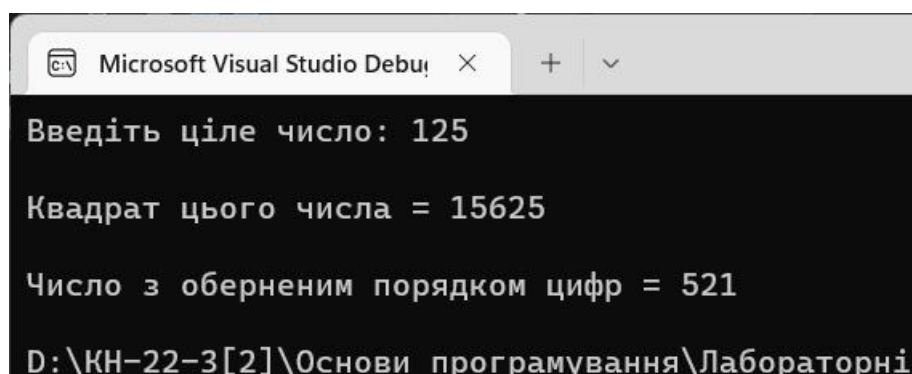 Microsoft Visual Studio Debu
Введіть ціле число: 125
Квадрат цього числа = 15625
Число з оберненим порядком цифр = 521
D:\КН-22-3[2]\Основи програмування\Лабораторні